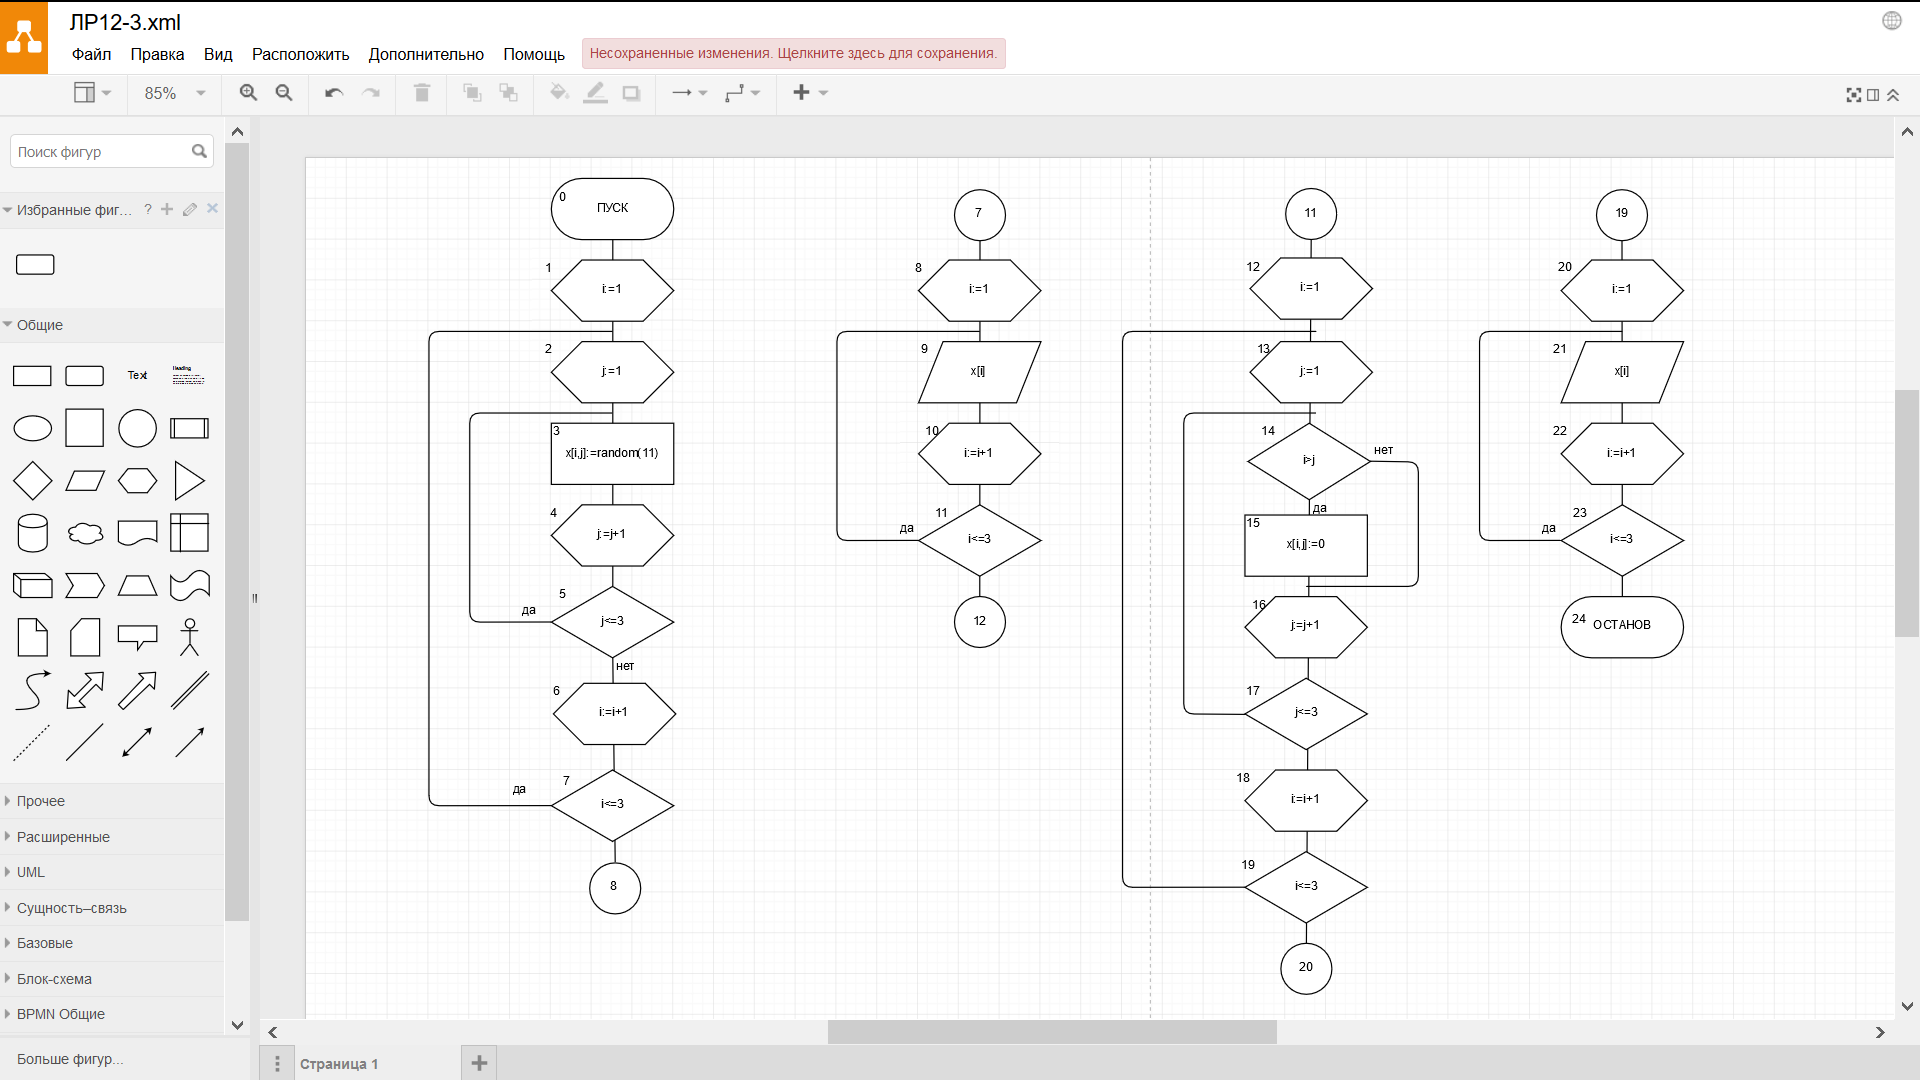 ЛР12-3.xml
Файл Правка Вид Расположить Дополнительно Помощь Несохраненные изменения. Щелкните здесь для сохранения.
85%
Поиск фигур
Избранные фиг... ?
Общие
Text
Heading
Прочее
Расширенные
UML
Сущность–связь
Базовые
Блок-схема
BPMN Общие
Больше фигур...
0 ПУСК
1 i:=1
2 j:=1
3 x[i,j]:=random(11)
4 j:=j+1
5 j<=3
да
нет
6 i:=i+1
7 i<=3
да
8
7
8 i:=1
9 x[i]
10 i:=i+1
11 i<=3
да
12
11
12 i:=1
13 j:=1
14 i>j
нет
да
15 x[i,j]:=0
16 j:=j+1
17 j<=3
18 i:=i+1
19 i<=3
20
19
20 i:=1
21 x[i]
22 i:=i+1
23 i<=3
да
24 ОСТАНОВ
Страница 1